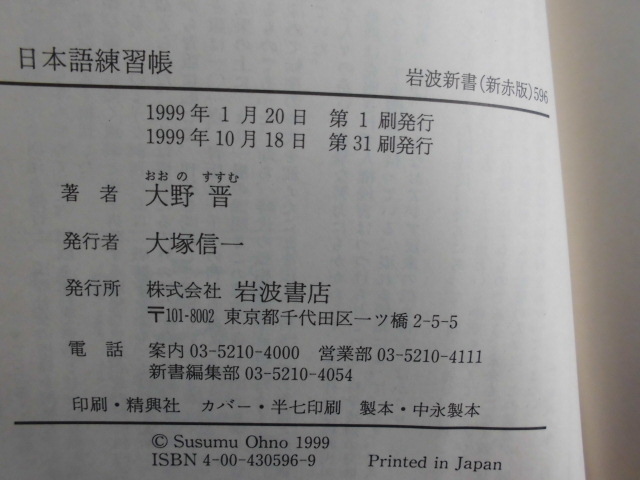 日本語練習帳
岩波新書(新赤版)596
1999年1月20日 第1刷発行
1999年10月18日 第31刷発行
おおの すすむ
著者 大野晋
発行者 大塚信一
発行所 株式会社 岩波書店
〒101-8002 東京都千代田区一ツ橋2-5-5
電話 案内03-5210-4000 営業部03-5210-4111
新書編集部03-5210-4054
印刷・精興社 カバー・半七印刷 製本・中永製本
© Susumu Ohno 1999
ISBN 4-00-430596-9 Printed in Japan